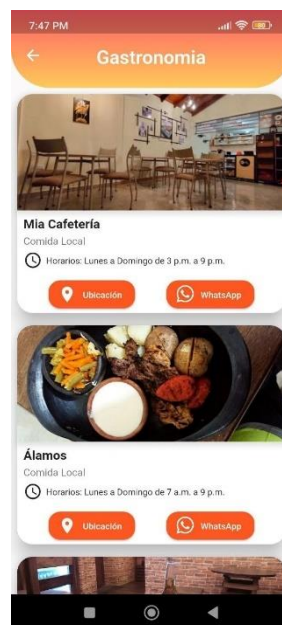 7:47 PM
Gastronomia
Mia Cafetería
Comida Local
Horarios: Lunes a Domingo de 3 p.m. a 9 p.m.
Ubicación
WhatsApp
Álamos
Comida Local
Horarios: Lunes a Domingo de 7 a.m. a 9 p.m.
Ubicación
WhatsApp